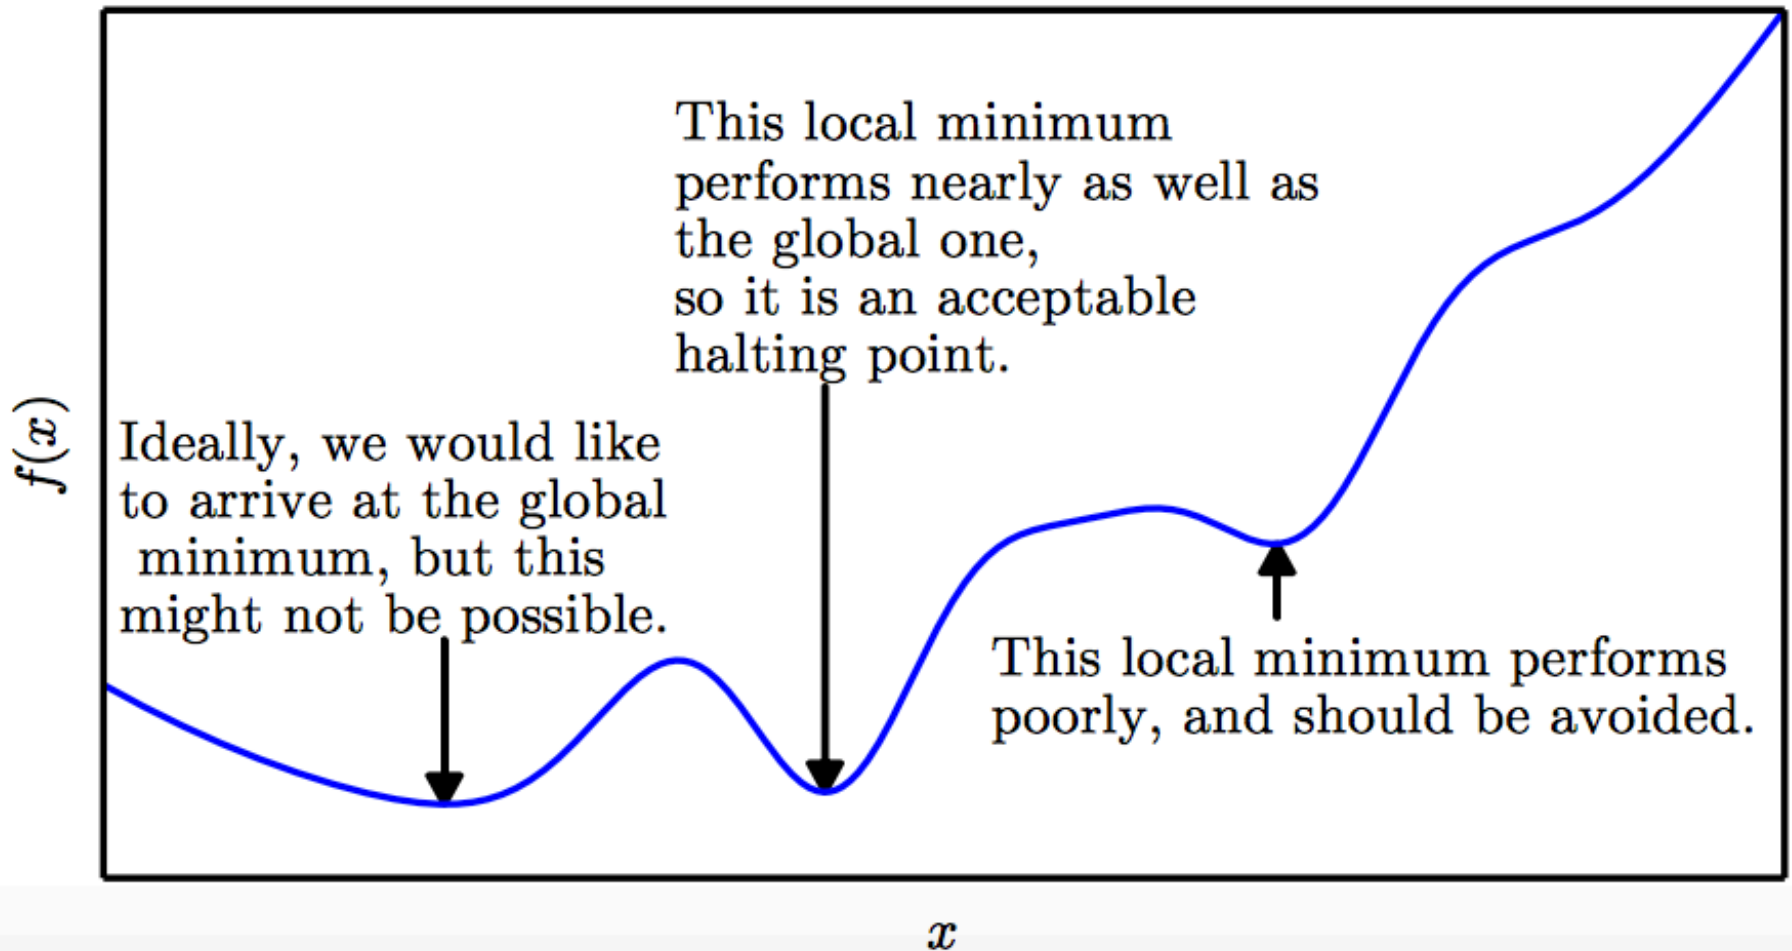 This local minimum
performs nearly as well as
the global one,
so it is an acceptable
halting point.
Ideally, we would like
to arrive at the global
minimum, but this
might not be possible.
This local minimum performs
poorly, and should be avoided.
f(x)
x